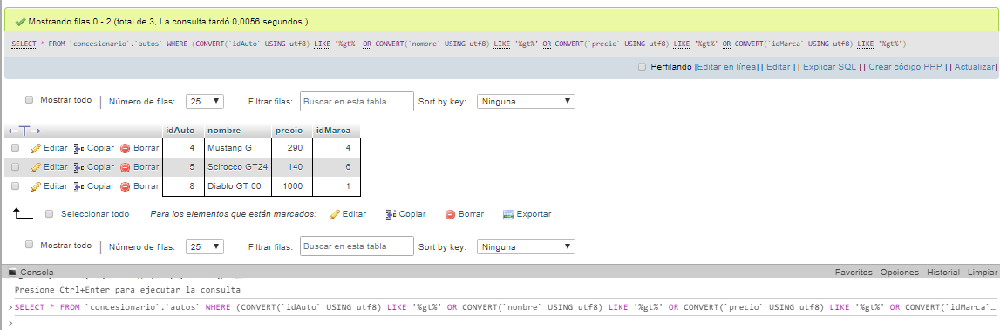 Mostrando filas 0 - 2 (total de 3, La consulta tardó 0,0056 segundos.)
SELECT * FROM `concesionario`.`autos` WHERE (CONVERT(`idAuto` USING utf8) LIKE '%gt%' OR CONVERT(`nombre` USING utf8) LIKE '%gt%' OR CONVERT(`precio` USING utf8) LIKE '%gt%' OR CONVERT(`idMarca` USING utf8) LIKE '%gt%')
Perfilando [Editar en línea] [ Editar ] [ Explicar SQL ] [ Crear código PHP ] [ Actualizar]
Mostrar todo Número de filas: 25 Filtrar filas: Buscar en esta tabla Sort by key: Ninguna
←T→ idAuto nombre precio idMarca
Editar Copiar Borrar 4 Mustang GT 290 4
Editar Copiar Borrar 5 Scirocco GT24 140 6
Editar Copiar Borrar 8 Diablo GT 00 1000 1
Seleccionar todo Para los elementos que están marcados: Editar Copiar Borrar Exportar
Mostrar todo Número de filas: 25 Filtrar filas: Buscar en esta tabla Sort by key: Ninguna
Consola Favoritos Opciones Historial Limpiar
Presione Ctrl+Enter para ejecutar la consulta
>SELECT * FROM `concesionario`.`autos` WHERE (CONVERT(`idAuto` USING utf8) LIKE '%gt%' OR CONVERT(`nombre` USING utf8) LIKE '%gt%' OR CONVERT(`precio` USING utf8) LIKE '%gt%' OR CONVERT(`idMarca`…
>